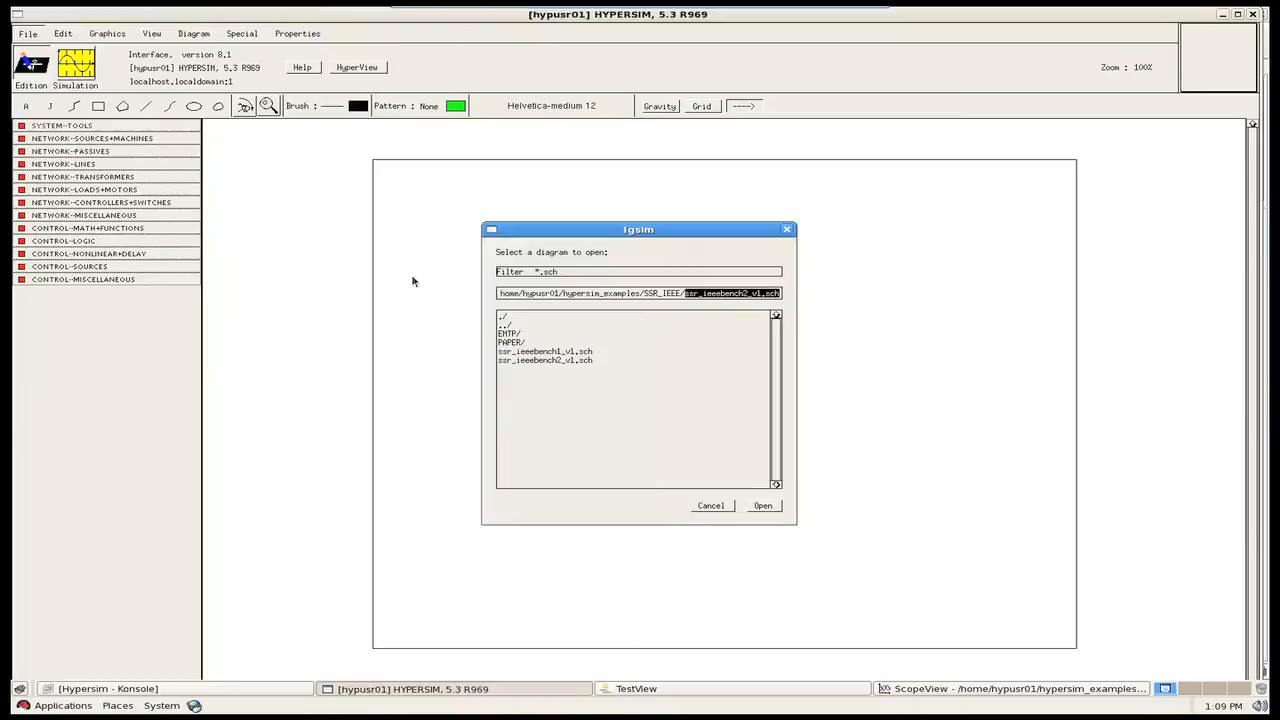 [hypusr01] HYPERSIM, 5.3 R969
File Edit Graphics View Diagram Special Properties
Interface, version 8.1
[hypusr01] HYPERSIM, 5.3 R969
localhost.localdomain:1
Help HyperView
Zoom : 100%
Edition Simulation
A Brush : Pattern : None Helvetica-medium 12 Gravity Grid ---->
SYSTEM--TOOLS
NETWORK--SOURCES+MACHINES
NETWORK--PASSIVES
NETWORK--LINES
NETWORK--TRANSFORMERS
NETWORK--LOADS+MOTORS
NETWORK--CONTROLLERS+SWITCHES
NETWORK--MISCELLANEOUS
CONTROL--MATH+FUNCTIONS
CONTROL--LOGIC
CONTROL--NONLINEAR+DELAY
CONTROL--SOURCES
CONTROL--MISCELLANEOUS
lgsim
Select a diagram to open:
Filter *.sch
home/hypusr01/hypersim_examples/SSR_IEEE/ssr_ieeebench2_v1.sch
./
../
EMTP/
PAPER/
ssr_ieeebench1_v1.sch
ssr_ieeebench2_v1.sch
Cancel Open
[Hypersim - Konsole] [hypusr01] HYPERSIM, 5.3 R969 TestView ScopeView - /home/hypusr01/hypersim_examples...
Applications Places System 1:09 PM